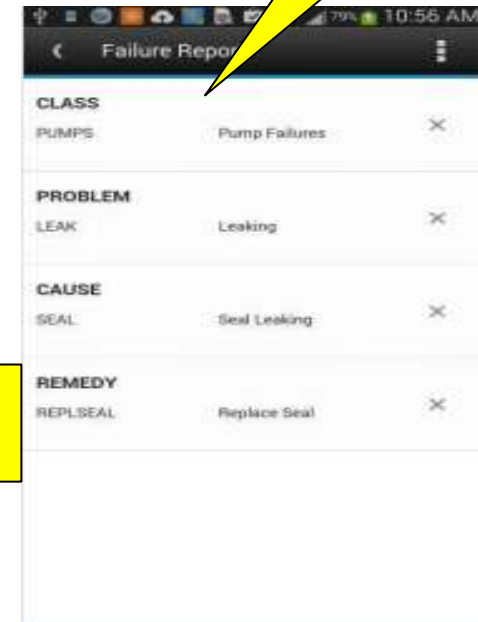 79% 10:56 AM
Failure Repor
CLASS
PUMPS Pump Failures
PROBLEM
LEAK Leaking
CAUSE
SEAL Seal Leaking
REMEDY
REPLSEAL Replace Seal